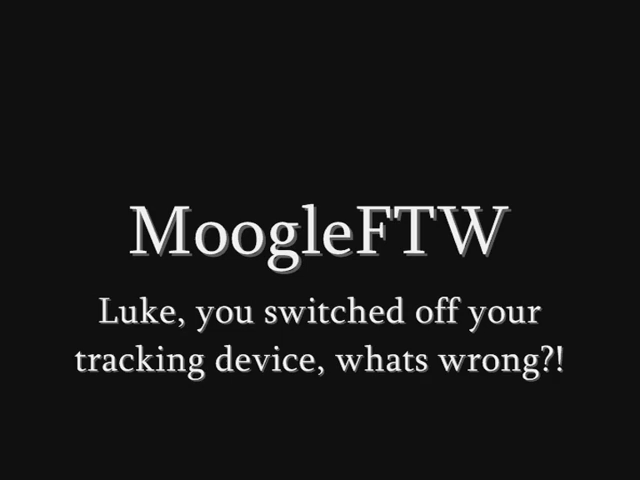 MoogleFTW
Luke, you switched off your
tracking device, whats wrong?!